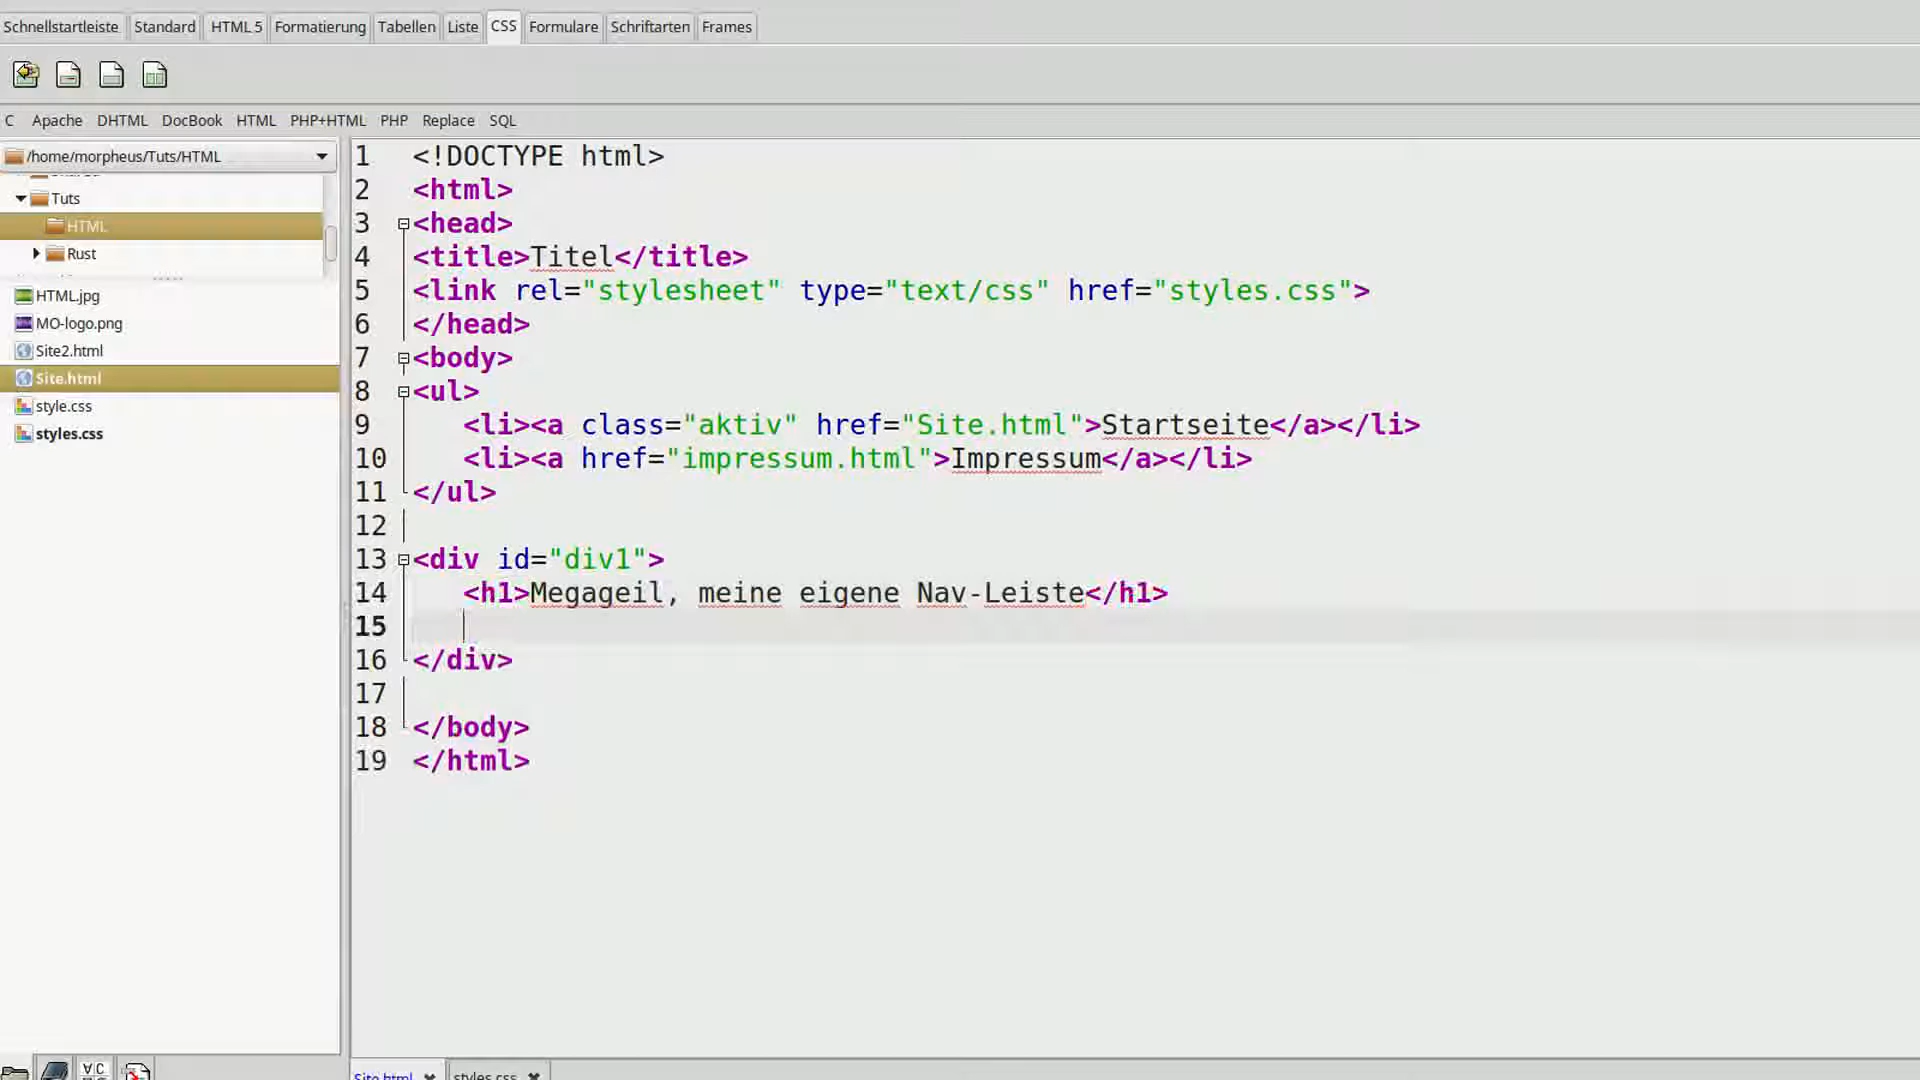 Schnellstartleiste Standard HTML 5 Formatierung Tabellen Liste CSS Formulare Schriftarten Frames
C Apache DHTML DocBook HTML PHP+HTML PHP Replace SQL
/home/morpheus/Tuts/HTML
Tuts
HTML
Rust
HTML.jpg
MO-logo.png
Site2.html
Site.html
style.css
styles.css
1 <!DOCTYPE html>
2 <html>
3 <head>
4 <title>Titel</title>
5 <link rel="stylesheet" type="text/css" href="styles.css">
6 </head>
7 <body>
8 <ul>
9 <li><a class="aktiv" href="Site.html">Startseite</a></li>
10 <li><a href="impressum.html">Impressum</a></li>
11 </ul>
12
13 <div id="div1">
14 <h1>Megageil, meine eigene Nav-Leiste</h1>
15
16 </div>
17
18 </body>
19 </html>
Site.html styles.css